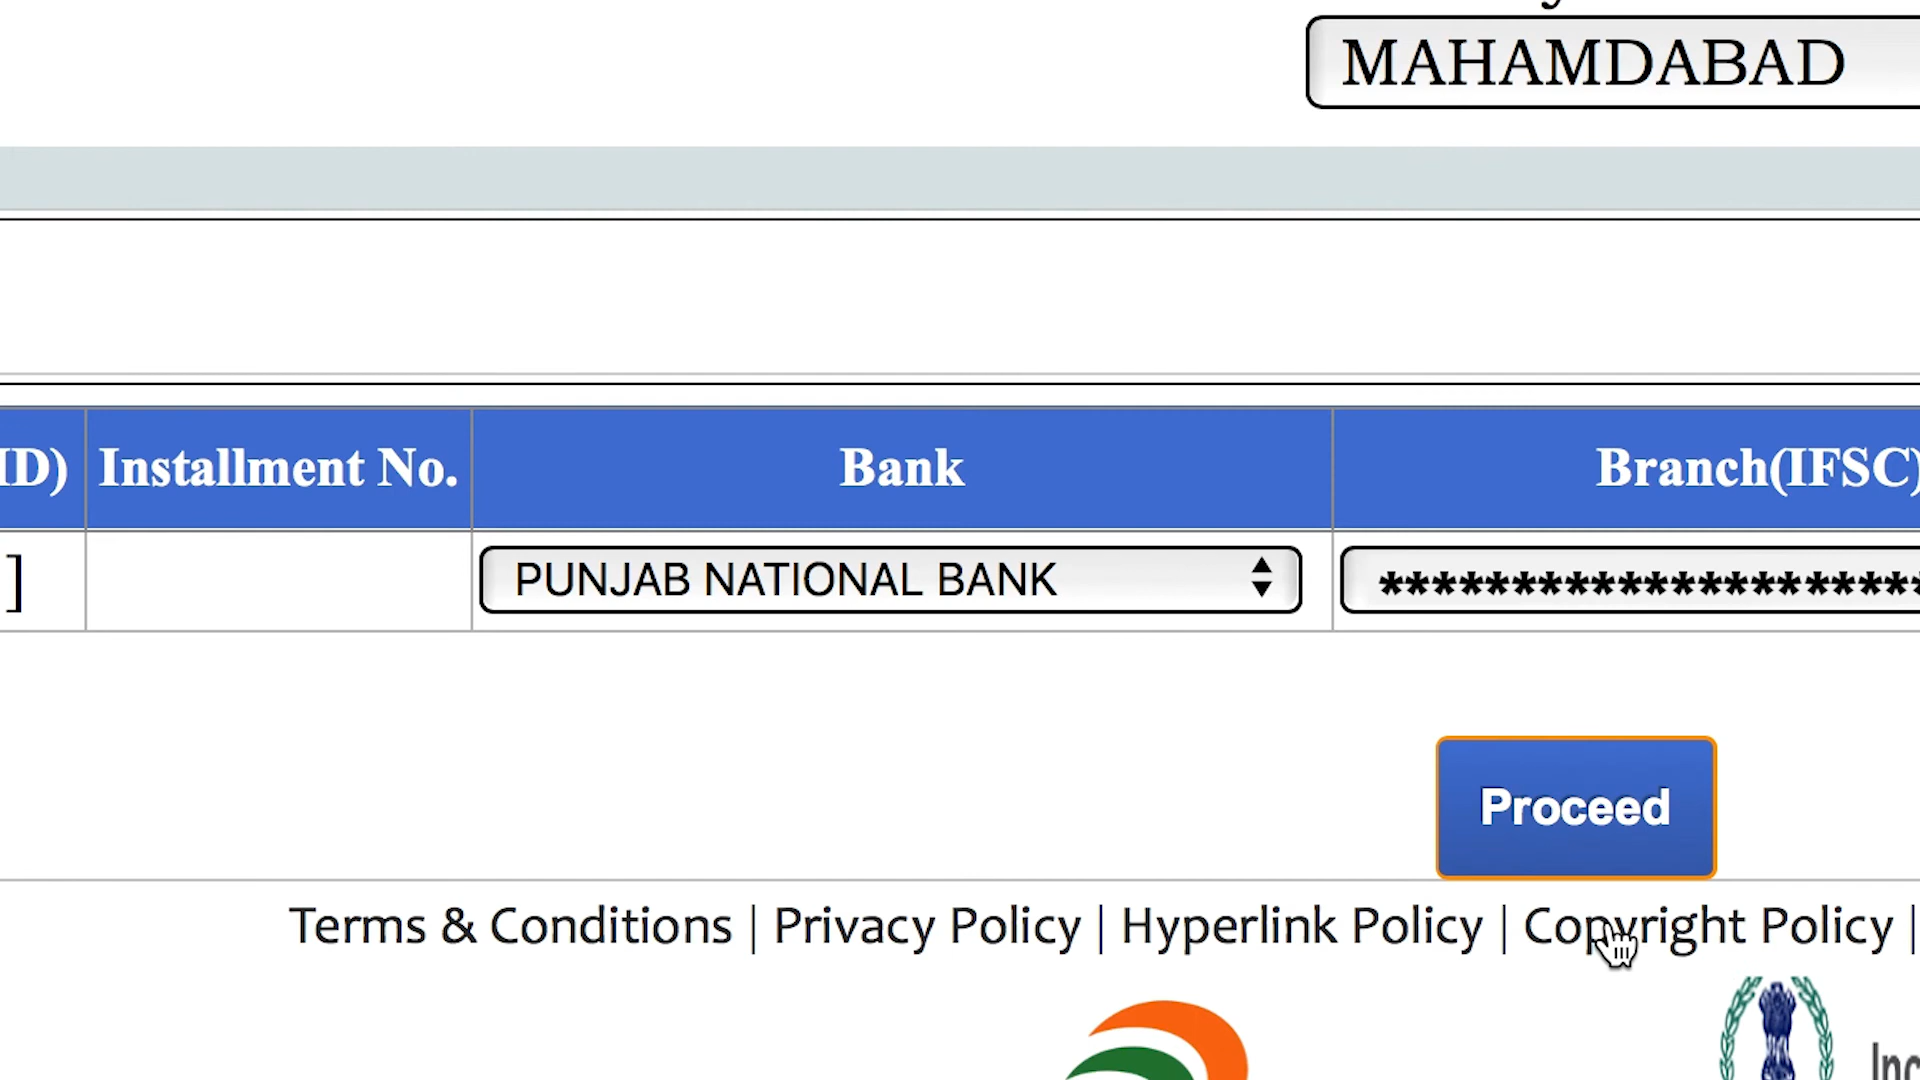 MAHAMDABAD
ID) Installment No. Bank Branch(IFSC)
] PUNJAB NATIONAL BANK *********************
Proceed
Terms & Conditions | Privacy Policy | Hyperlink Policy | Copyright Policy |